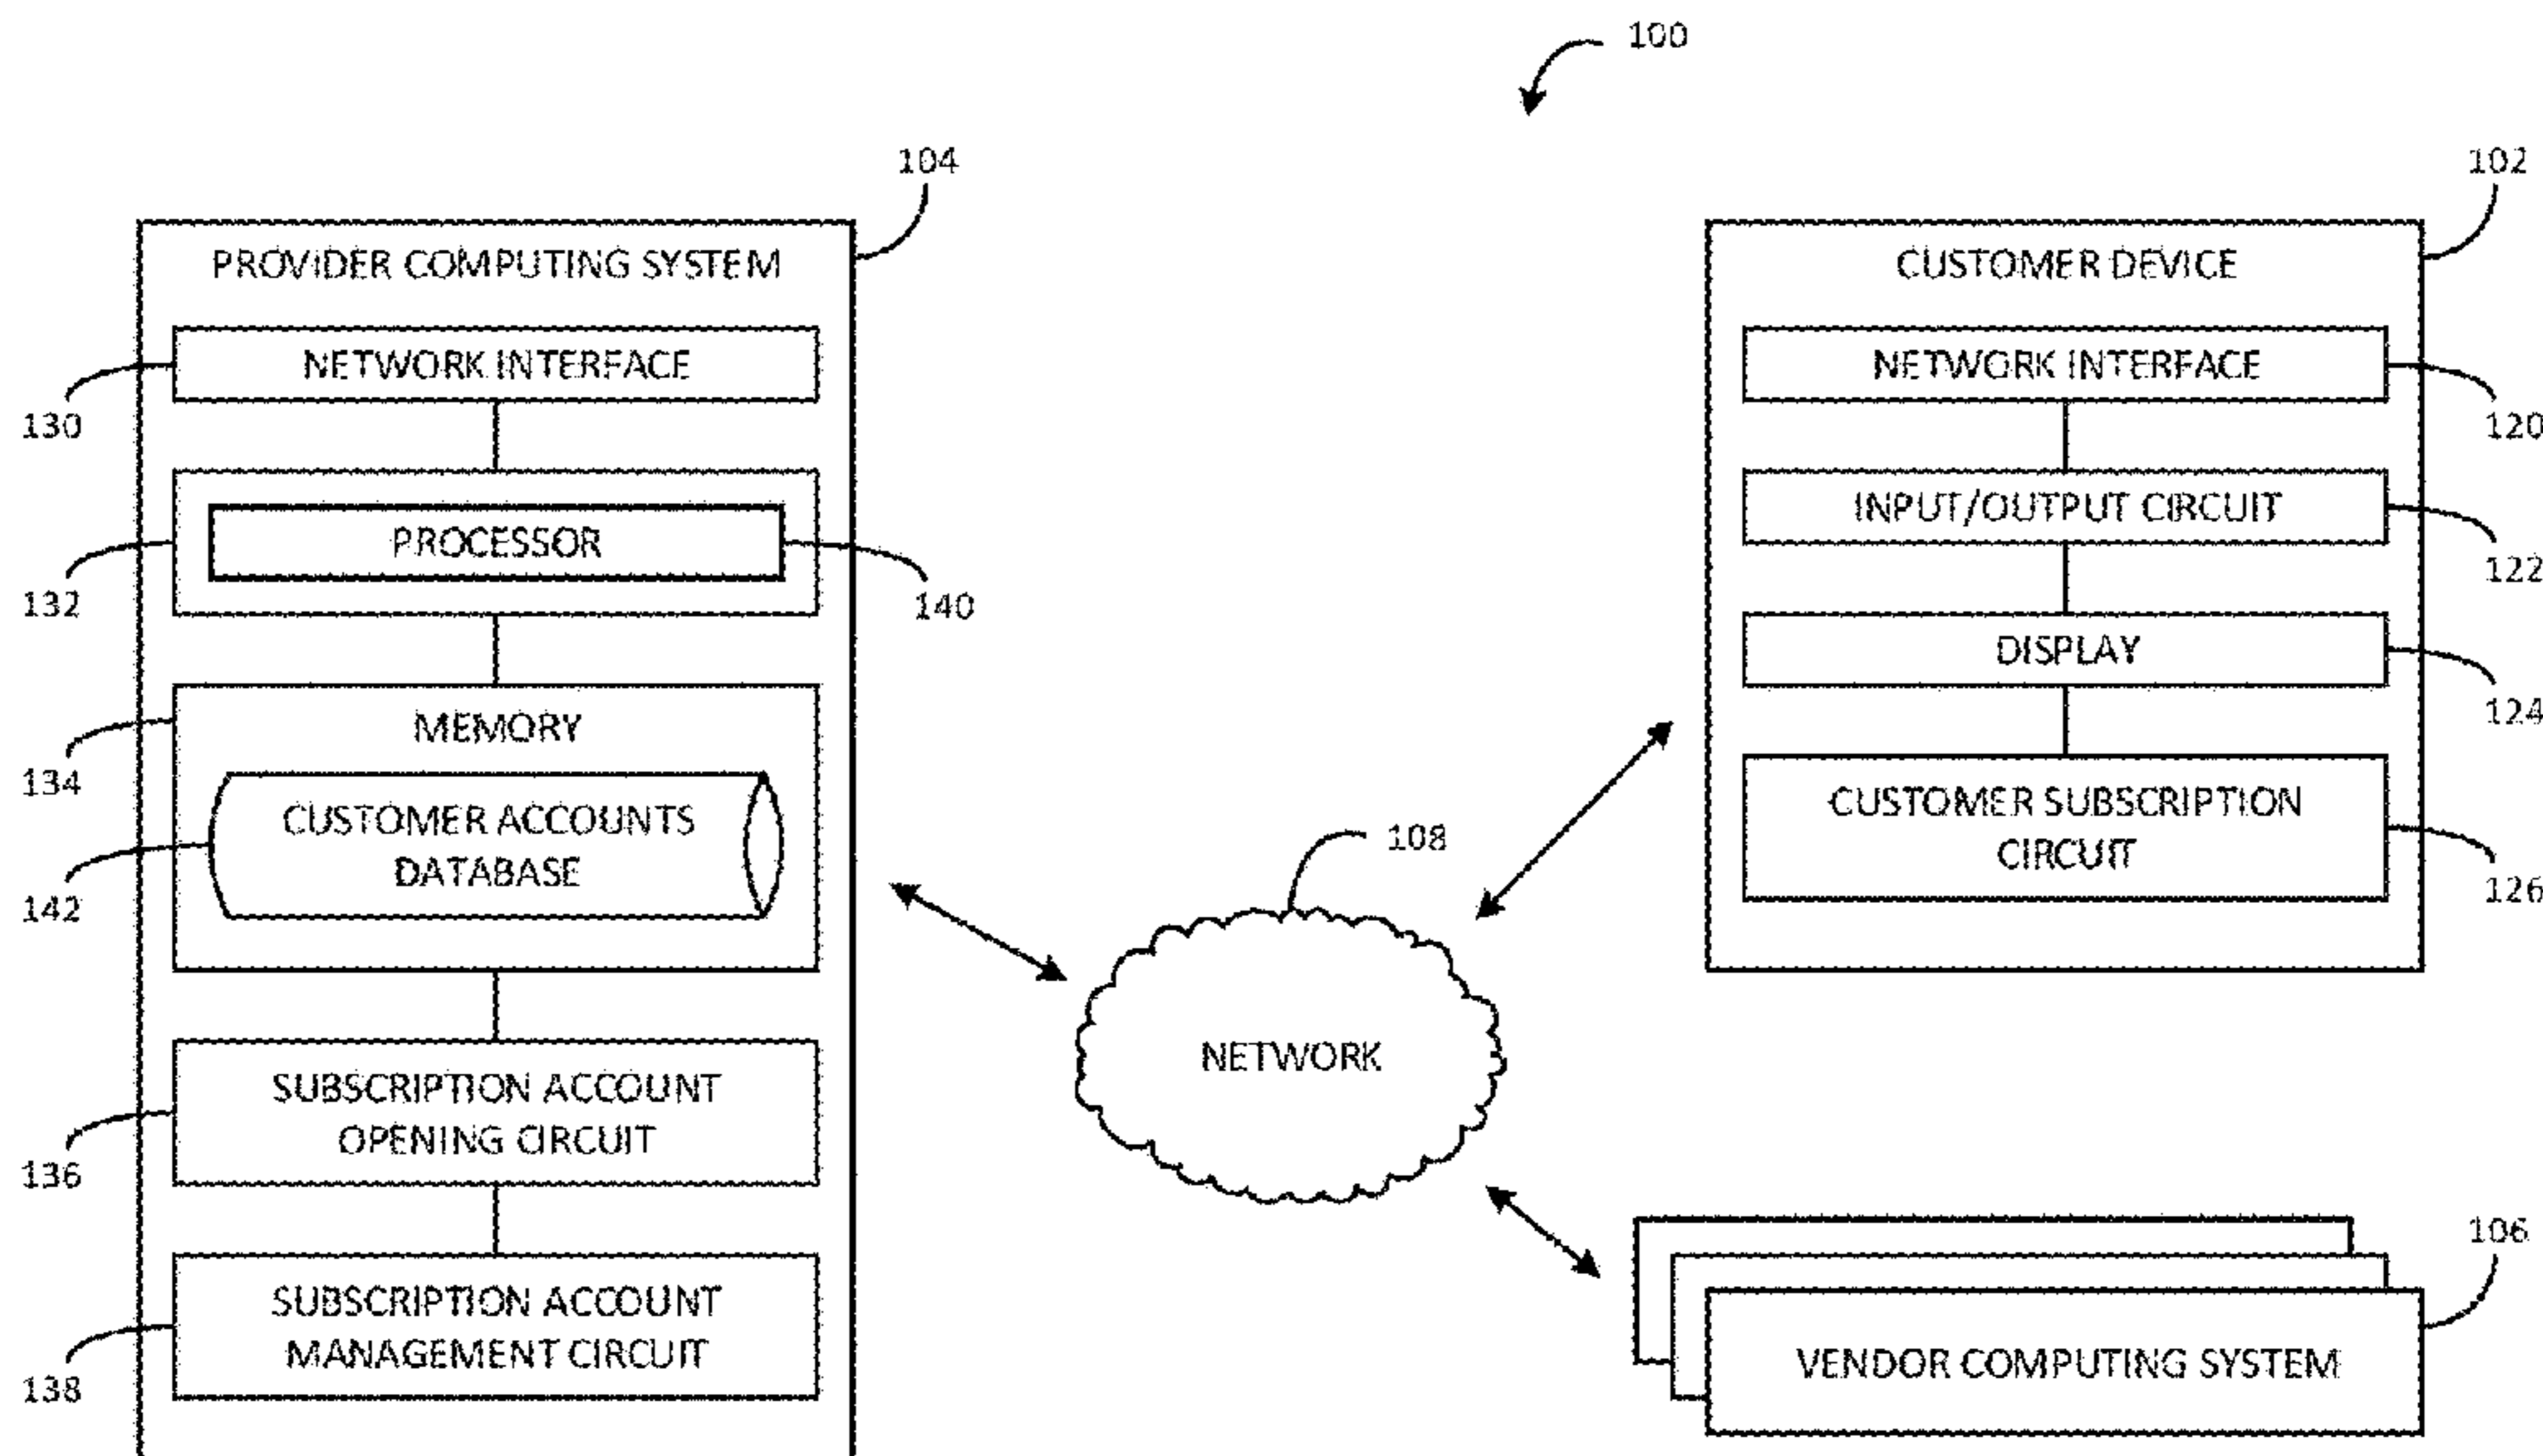 100
104
PROVIDER COMPUTING SYSTEM
NETWORK INTERFACE
130
PROCESSOR
132
140
MEMORY
134
CUSTOMER ACCOUNTS
DATABASE
142
SUBSCRIPTION ACCOUNT
OPENING CIRCUIT
136
SUBSCRIPTION ACCOUNT
MANAGEMENT CIRCUIT
138
108
NETWORK
102
CUSTOMER DEVICE
NETWORK INTERFACE
120
INPUT/OUTPUT CIRCUIT
122
DISPLAY
124
CUSTOMER SUBSCRIPTION
CIRCUIT
126
106
VENDOR COMPUTING SYSTEM